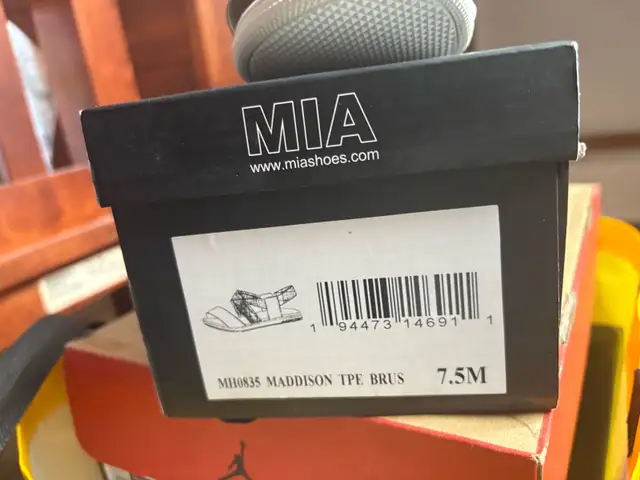 MIA
www.miashoes.com
1 94473 14691 1
MH0835 MADDISON TPE BRUS 7.5M